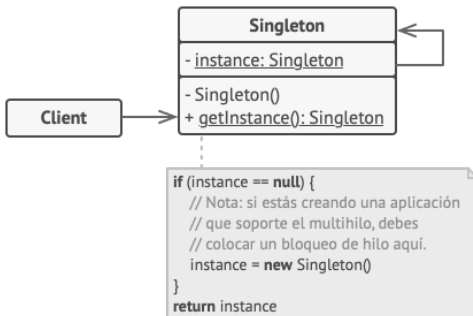 Singleton
- instance: Singleton
- Singleton()
+ getInstance(): Singleton
Client
if (instance == null) {
// Nota: si estás creando una aplicación
// que soporte el multihilo, debes
// colocar un bloqueo de hilo aquí.
instance = new Singleton()
}
return instance